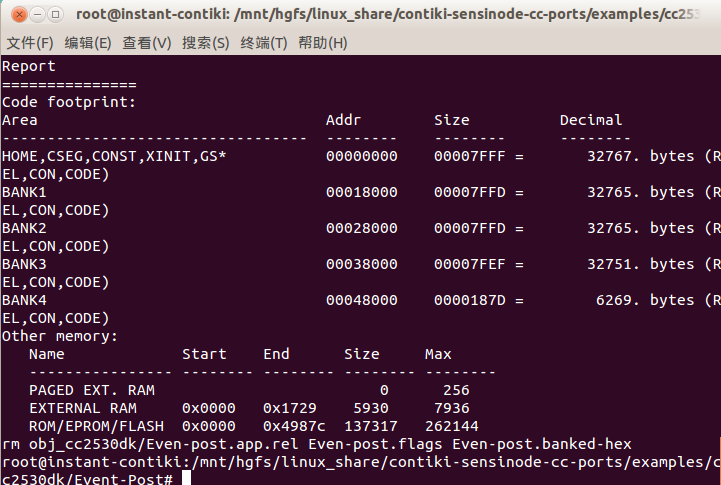 root@instant-contiki: /mnt/hgfs/linux_share/contiki-sensinode-cc-ports/examples/cc253
文件(F) 编辑(E) 查看(V) 搜索(S) 终端(T) 帮助(H)
Report
===============
Code footprint:
Area Addr Size Decimal
---------------------------------- -------- -------- --------
HOME,CSEG,CONST,XINIT,GS* 00000000 00007FFF = 32767. bytes (R
EL,CON,CODE)
BANK1 00018000 00007FFD = 32765. bytes (R
EL,CON,CODE)
BANK2 00028000 00007FFD = 32765. bytes (R
EL,CON,CODE)
BANK3 00038000 00007FEF = 32751. bytes (R
EL,CON,CODE)
BANK4 00048000 0000187D = 6269. bytes (R
EL,CON,CODE)
Other memory:
Name Start End Size Max
---------------- -------- -------- -------- --------
PAGED EXT. RAM 0 256
EXTERNAL RAM 0x0000 0x1729 5930 7936
ROM/EPROM/FLASH 0x0000 0x4987c 137317 262144
rm obj_cc2530dk/Even-post.app.rel Even-post.flags Even-post.banked-hex
root@instant-contiki:/mnt/hgfs/linux_share/contiki-sensinode-cc-ports/examples/c
c2530dk/Event-Post#